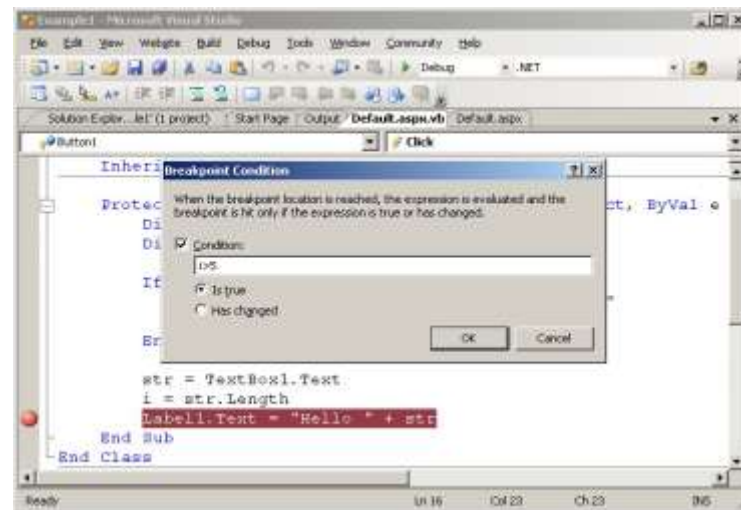 Example1 - Microsoft Visual Studio
File Edit View Website Build Debug Tools Window Community Help
Debug .NET
Solution Explor...let' (1 project) Start Page Output Default.aspx.vb Default.aspx
Button1 Click
Inheri
Breakpoint Condition
When the breakpoint location is reached, the expression is evaluated and the
breakpoint is hit only if the expression is true or has changed.
Protec ct, ByVal e
Di
Di
Condition:
i>5
If
Is true
Has changed
OK Cancel
str = TextBox1.Text
i = str.Length
Label1.Text = "Hello " + str
End Sub
End Class
Ready Ln 16 Col 23 Ch 23 INS